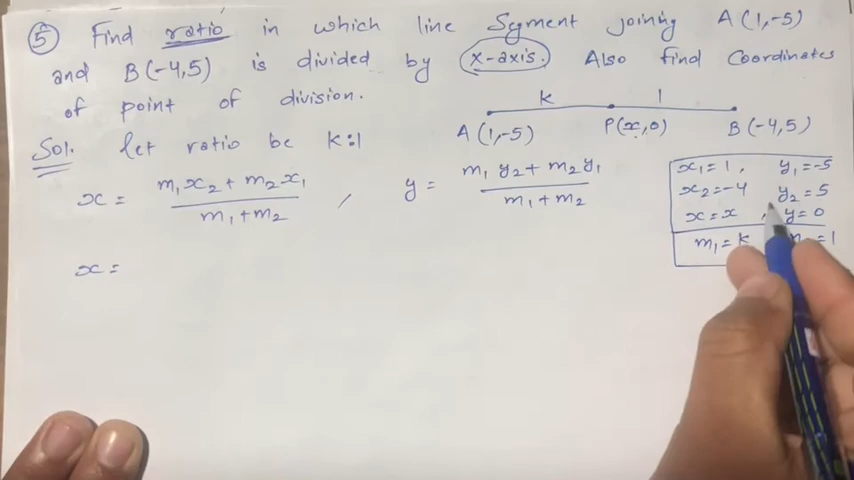 (5) Find ratio in which line Segment joining A(1,-5)
and B(-4,5) is divided by x-axis. Also find Coordinates
of point of division.
k 1
A(1,-5) P(x,0) B(-4,5)
Sol. let ratio be k:1
x = (m₁x₂ + m₂x₁)/(m₁+m₂) , y = (m₁y₂ + m₂y₁)/(m₁+m₂)
x₁=1, y₁=-5
x₂=-4 y₂=5
x=x, y=0
m₁=k =1
x =